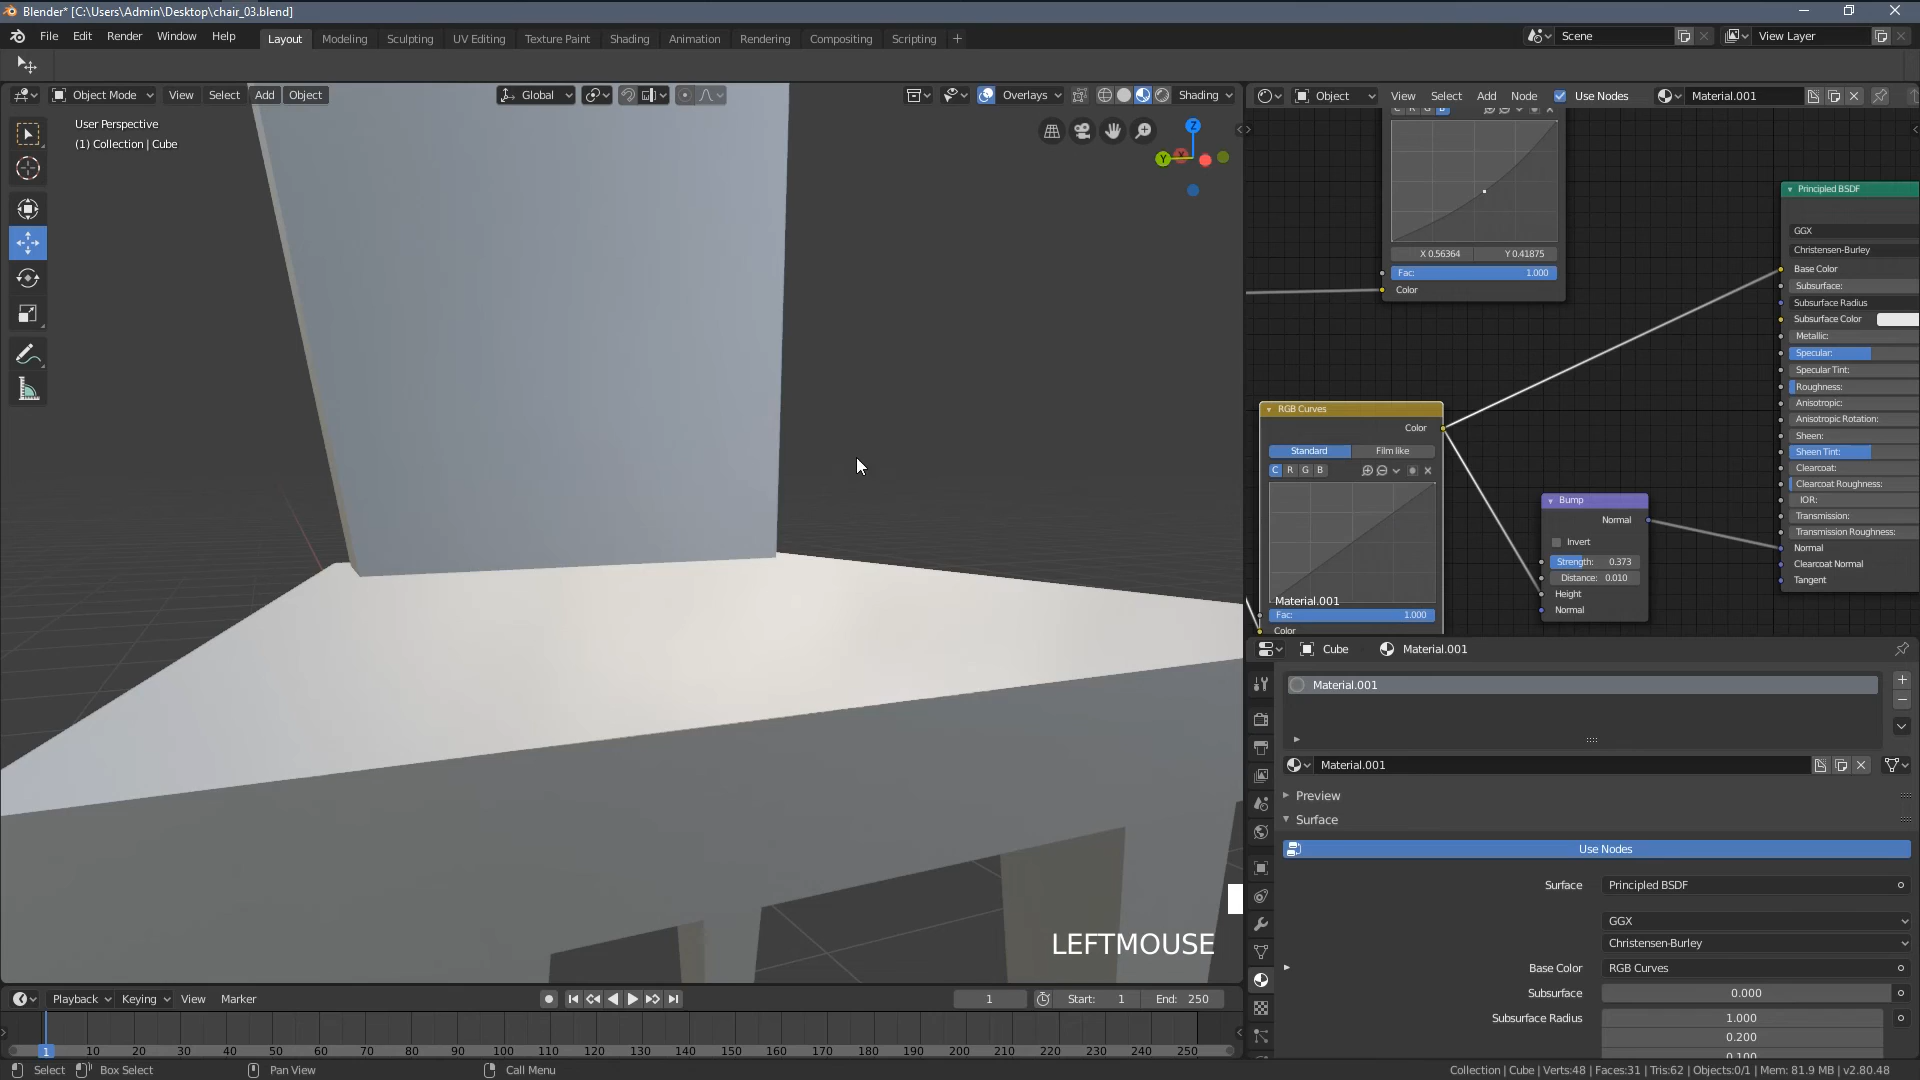 Blender* [C:\Users\Admin\Desktop\chair_03.blend]
File Edit Render Window Help Layout Modeling Sculpting UV Editing Texture Paint Shading Animation Rendering Compositing Scripting + Scene View Layer
Object Mode View Select Add Object Global Overlays Shading
User Perspective
(1) Collection | Cube
Z
Y
LEFTMOUSE
Object View Select Add Node Use Nodes Material.001
X 0.56364 Y 0.41875
Fac: 1.000
Color
RGB Curves
Color
Standard Film like
C R G B
Material.001
Fac: 1.000
Color
Bump
Normal
Invert
Strength: 0.373
Distance: 0.010
Height
Normal
Principled BSDF
GGX
Christensen-Burley
Base Color
Subsurface:
Subsurface Radius
Subsurface Color
Metallic:
Specular:
Specular Tint:
Roughness:
Anisotropic:
Anisotropic Rotation:
Sheen:
Sheen Tint:
Clearcoat:
Clearcoat Roughness:
IOR:
Transmission:
Transmission Roughness:
Normal
Clearcoat Normal
Tangent
Cube Material.001
Material.001
Material.001
Preview
Surface
Use Nodes
Surface Principled BSDF
GGX
Christensen-Burley
Base Color RGB Curves
Subsurface 0.000
Subsurface Radius 1.000
0.200
0.100
Playback Keying View Marker 1 Start: 1 End: 250
1 10 20 30 40 50 60 70 80 90 100 110 120 130 140 150 160 170 180 190 200 210 220 230 240 250
Select Box Select Pan View Call Menu Collection | Cube | Verts:48 | Faces:31 | Tris:62 | Objects:0/1 | Mem: 81.9 MB | v2.80.48